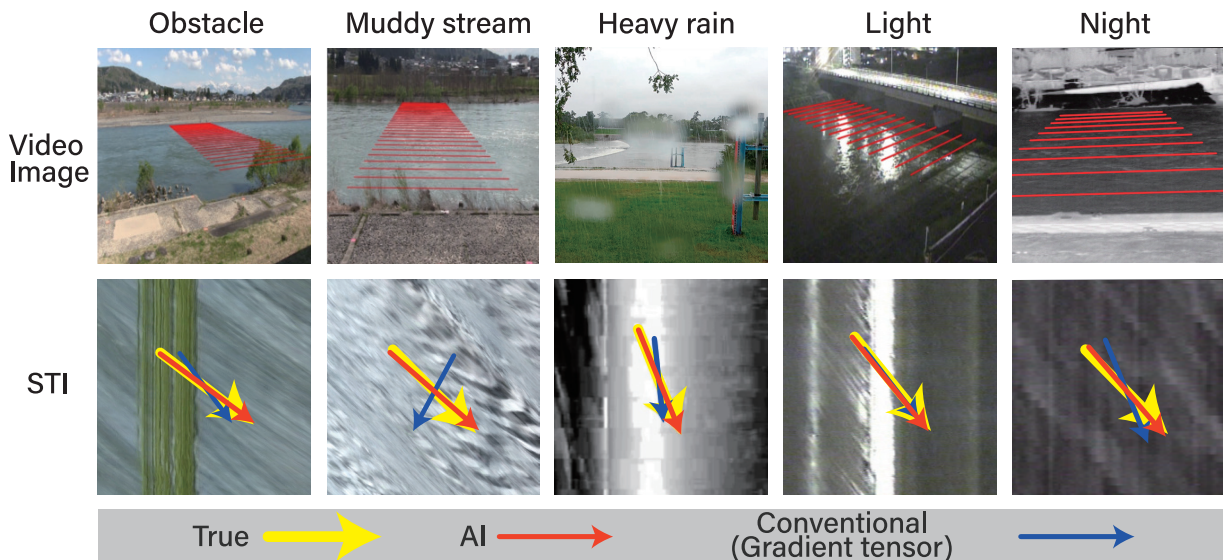 Obstacle
Muddy stream
Heavy rain
Light
Night
Video
Image
STI
True
AI
Conventional
(Gradient tensor)